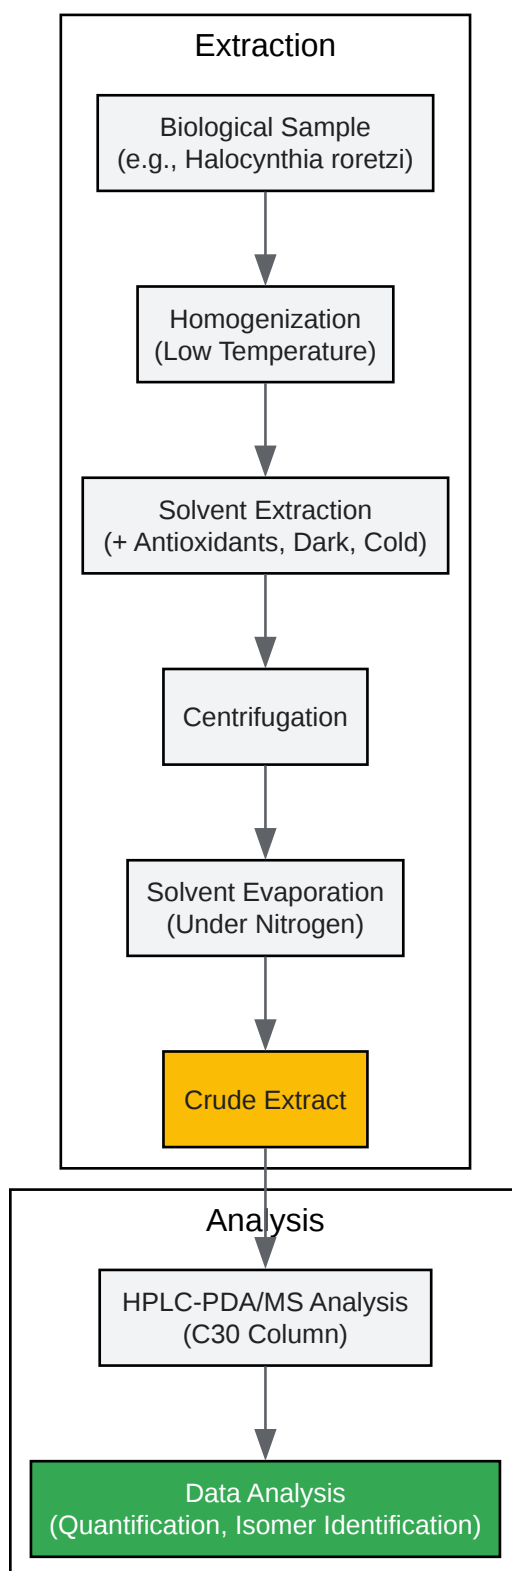 Extraction
Biological Sample
(e.g., Halocynthia roretzi)
Homogenization
(Low Temperature)
Solvent Extraction
(+ Antioxidants, Dark, Cold)
Centrifugation
Solvent Evaporation
(Under Nitrogen)
Crude Extract
Analysis
HPLC-PDA/MS Analysis
(C30 Column)
Data Analysis
(Quantification, Isomer Identification)